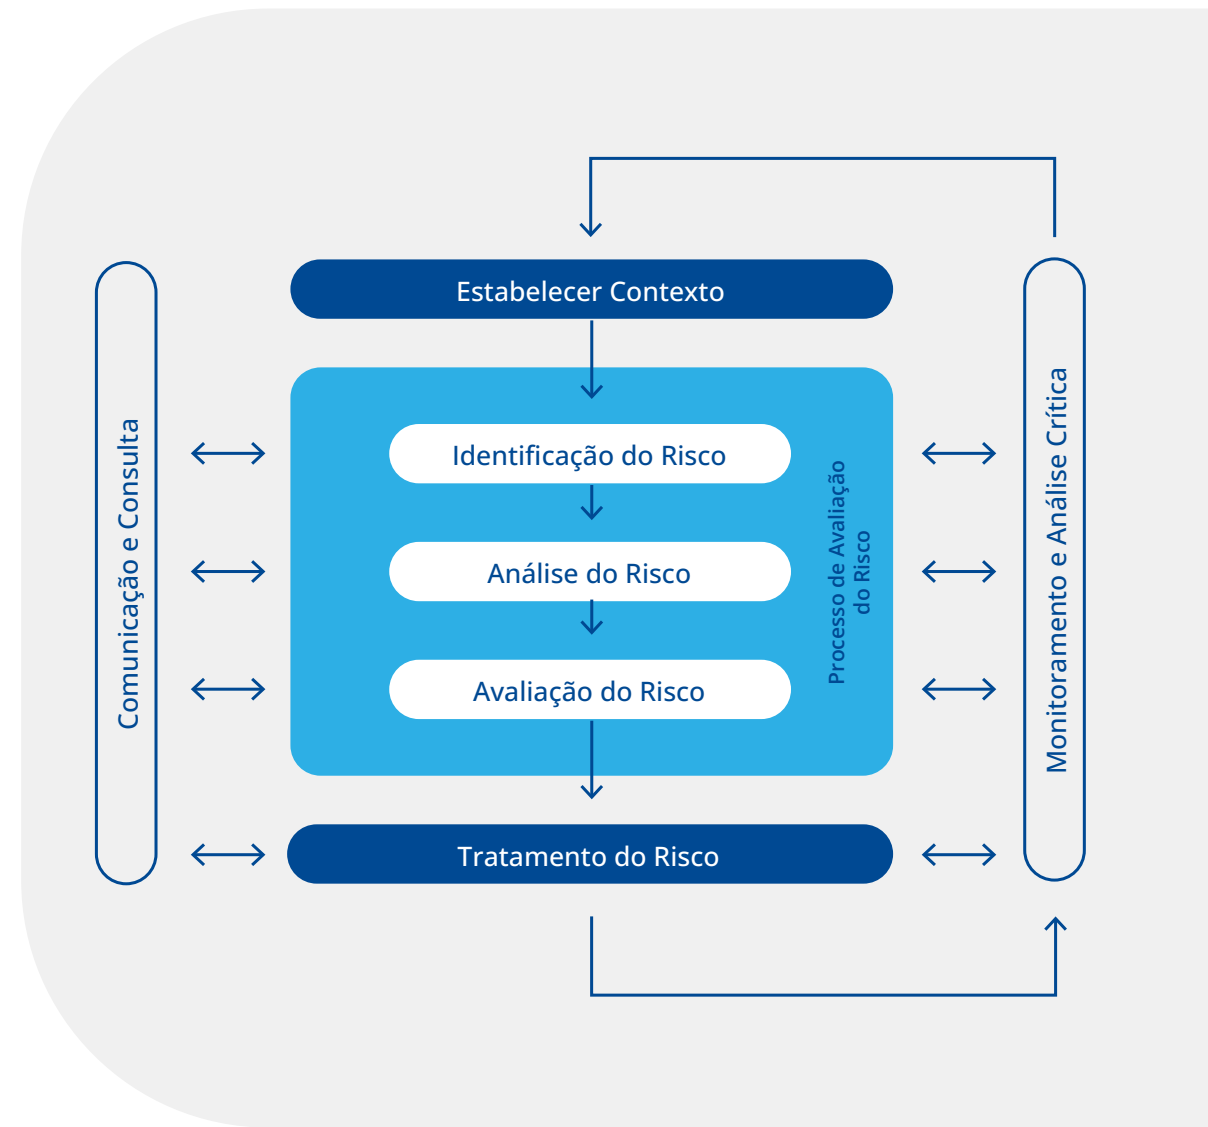 Estabelecer Contexto
Comunicação e Consulta
Identificação do Risco
Análise do Risco
Avaliação do Risco
Processo de Avaliação
do Risco
Monitoramento e Análise Crítica
Tratamento do Risco